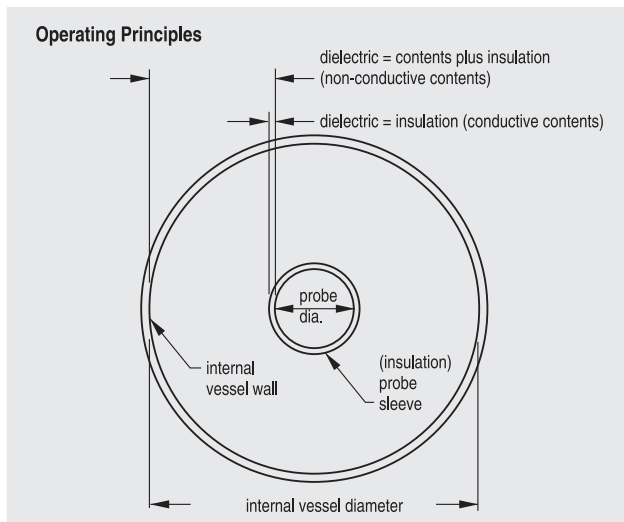 Operating Principles
dielectric = contents plus insulation
(non-conductive contents)
dielectric = insulation (conductive contents)
probe
dia.
internal
vessel wall
(insulation)
probe
sleeve
internal vessel diameter